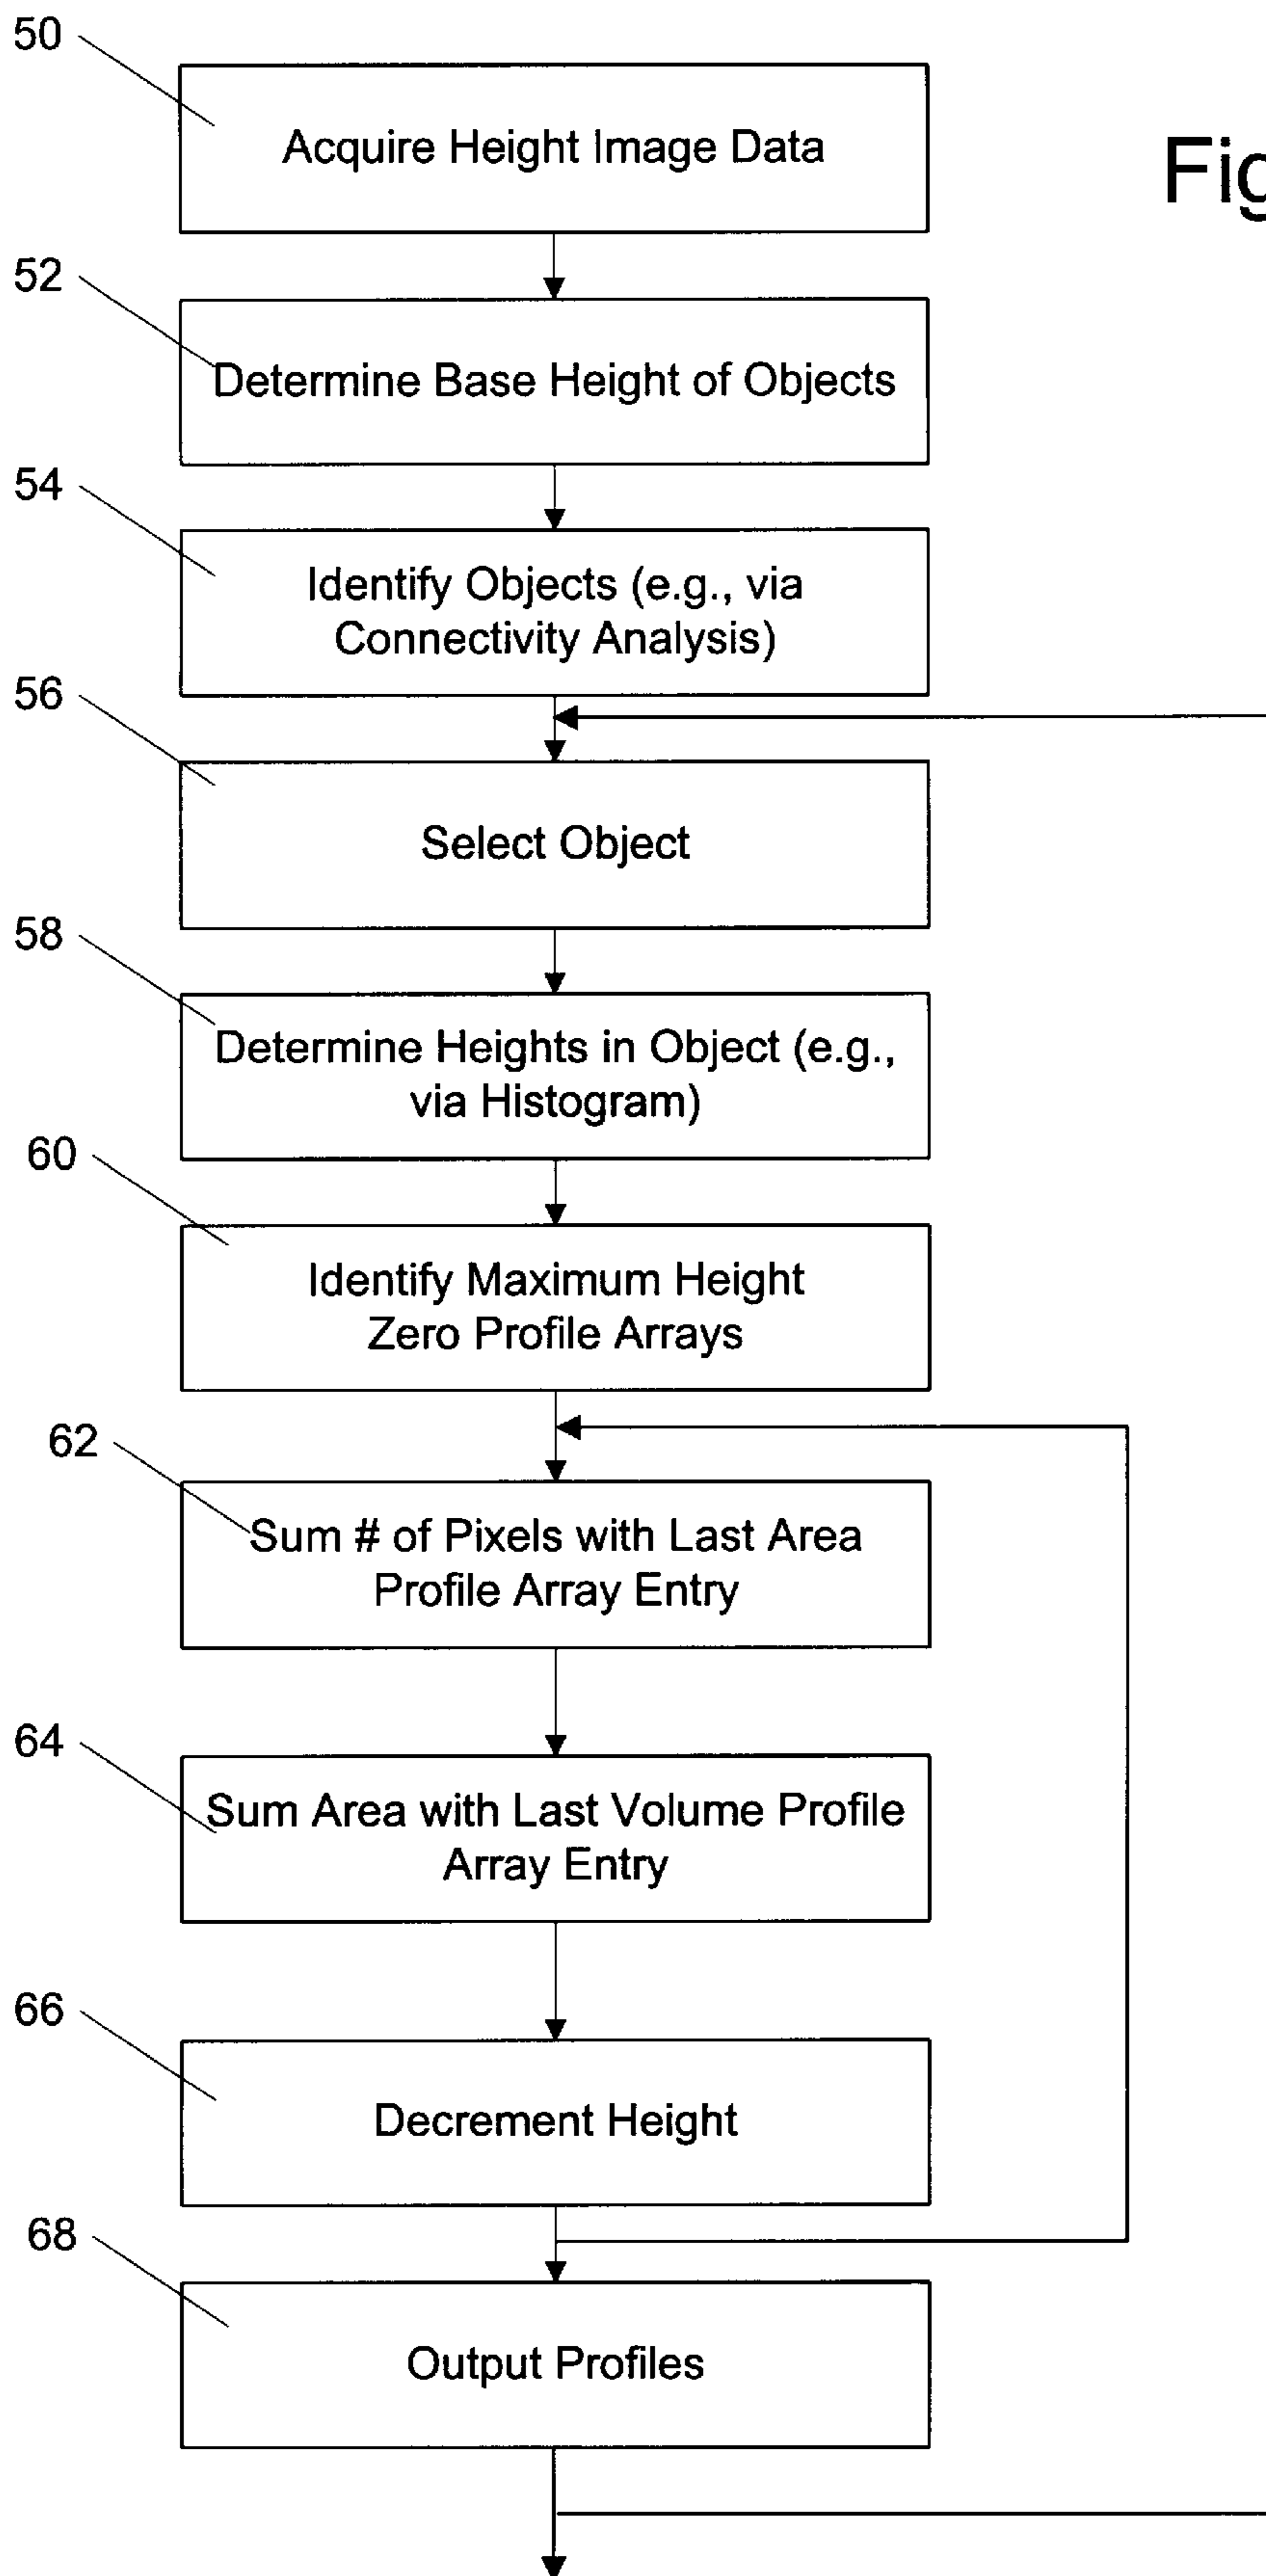 50
Acquire Height Image Data
Fig
52
Determine Base Height of Objects
54
Identify Objects (e.g., via
Connectivity Analysis)
56
Select Object
58
Determine Heights in Object (e.g.,
via Histogram)
60
Identify Maximum Height
Zero Profile Arrays
62
Sum # of Pixels with Last Area
Profile Array Entry
64
Sum Area with Last Volume Profile
Array Entry
66
Decrement Height
68
Output Profiles